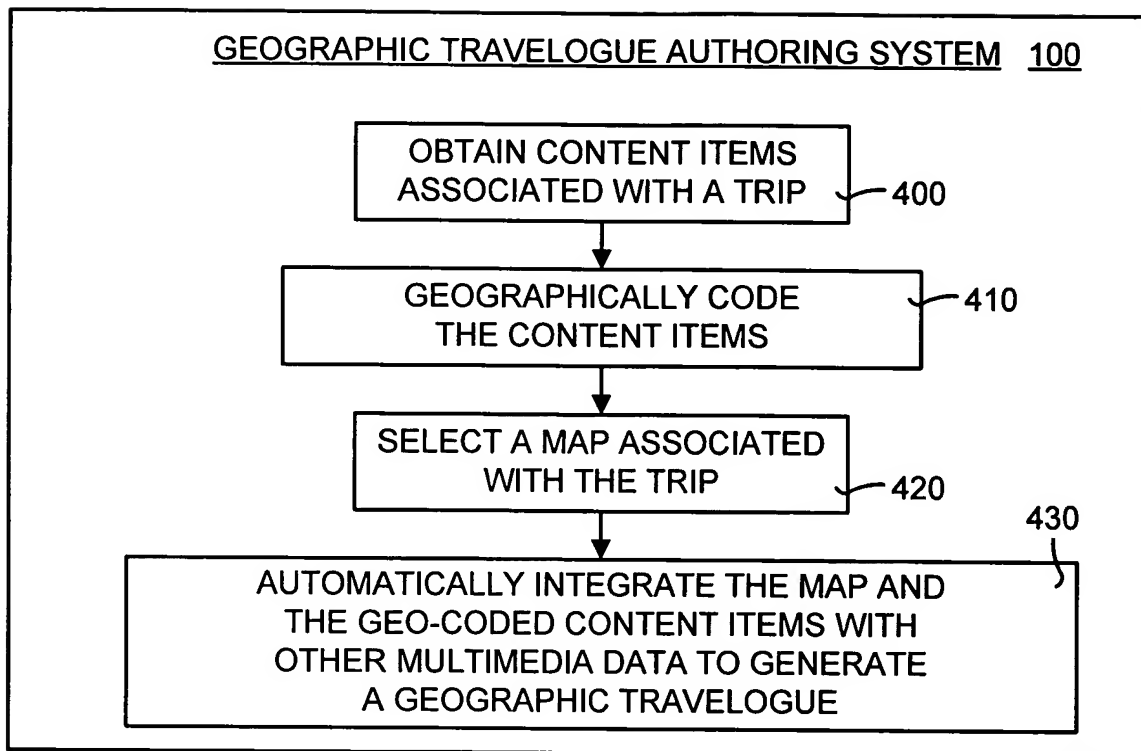 GEOGRAPHIC TRAVELOGUE AUTHORING SYSTEM 100
OBTAIN CONTENT ITEMS
ASSOCIATED WITH A TRIP
400
GEOGRAPHICALLY CODE
THE CONTENT ITEMS
410
SELECT A MAP ASSOCIATED
WITH THE TRIP
420
430
AUTOMATICALLY INTEGRATE THE MAP AND
THE GEO-CODED CONTENT ITEMS WITH
OTHER MULTIMEDIA DATA TO GENERATE
A GEOGRAPHIC TRAVELOGUE